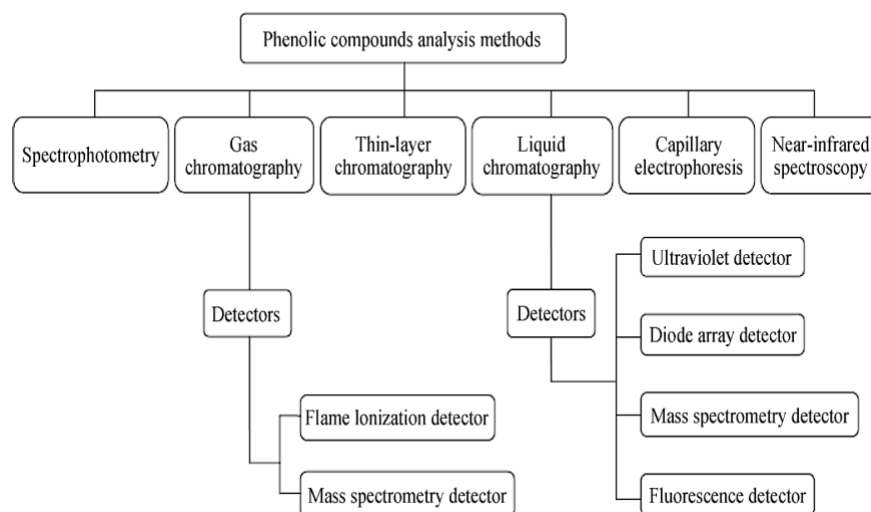 Phenolic compounds analysis methods
Spectrophotometry
Gas
chromatography
Thin-layer
chromatography
Liquid
chromatography
Capillary
electrophoresis
Near-infrared
spectroscopy
Detectors
Flame Ionization detector
Mass spectrometry detector
Detectors
Ultraviolet detector
Diode array detector
Mass spectrometry detector
Fluorescence detector